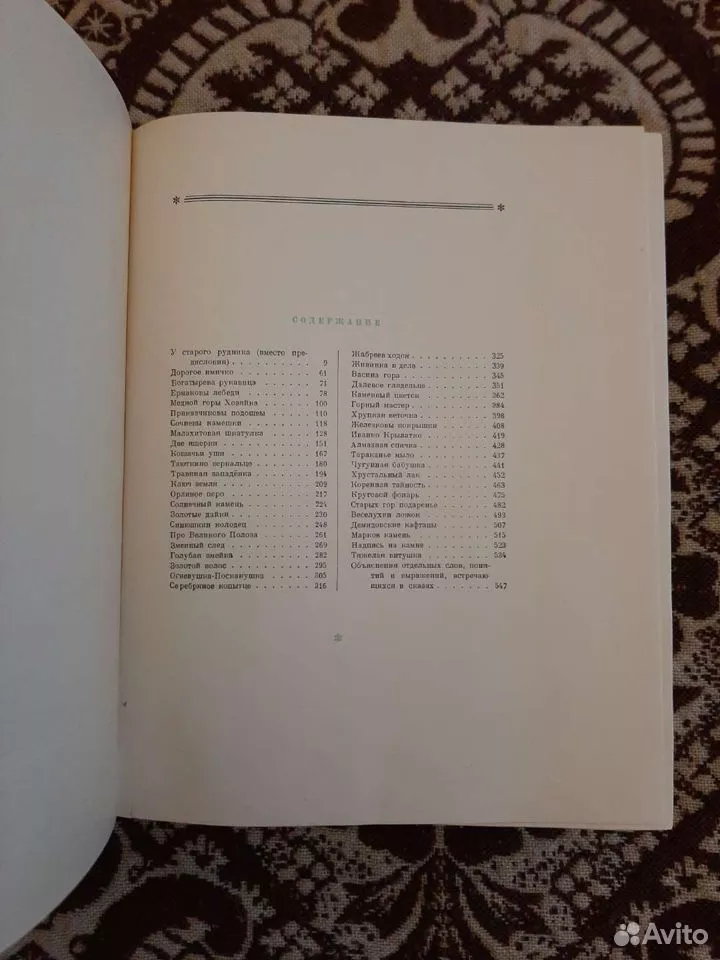 СОДЕРЖАНИЕ
У старого рудника (вместо пре-
дисловия) . . . . . . . . . 9
Дорогое имячко . . . . . . . . 61
Богатырева рукавица . . . . . . 71
Ермаковы лебеди . . . . . . . 78
Медной горы Хозяйка . . . . . . 100
Приказчиковы подошвы . . . . . 110
Сочневы камешки . . . . . . . 118
Малахитовая шкатулка . . . . . 128
Две ящерки . . . . . . . . . 151
Кошачьи уши . . . . . . . . . 167
Таюткино зеркальце . . . . . . 180
Травяная западёнка . . . . . . 194
Ключ земли . . . . . . . . . 209
Орлиное перо . . . . . . . . 217
Солнечный камень . . . . . . . 224
Золотые дайки . . . . . . . . 230
Синюшкин колодец . . . . . . . 248
Про Великого Полоза . . . . . . 261
Змеиный след . . . . . . . . 269
Голубая змейка . . . . . . . . 282
Золотой волос . . . . . . . . 295
Огневушка-Поскакушка . . . . . 305
Серебряное копытце . . . . . . 316
Жабреев ходок . . . . . . . . 325
Живинка в деле . . . . . . . . 339
Васина гора . . . . . . . . . 345
Далевое глядельце . . . . . . . 351
Каменный цветок . . . . . . . 362
Горный мастер . . . . . . . . 384
Хрупкая веточка . . . . . . . 398
Железковы покрышки . . . . . . 408
Иванко Крылатко . . . . . . . 419
Алмазная спичка . . . . . . . 428
Тараканье мыло . . . . . . . . 437
Чугунная бабушка . . . . . . . 441
Хрустальный лак . . . . . . . 452
Коренная тайность . . . . . . . 463
Круговой фонарь . . . . . . . 475
Старых гор подаренье . . . . . . 482
Веселухин ложок . . . . . . . 493
Демидовские кафтаны . . . . . . 507
Марков камень . . . . . . . . 515
Надпись на камне . . . . . . . 523
Тяжелая витушка . . . . . . . 534
Объяснения отдельных слов, поня-
тий и выражений, встречаю
щихся в сказах . . . . . . . 547
Avito